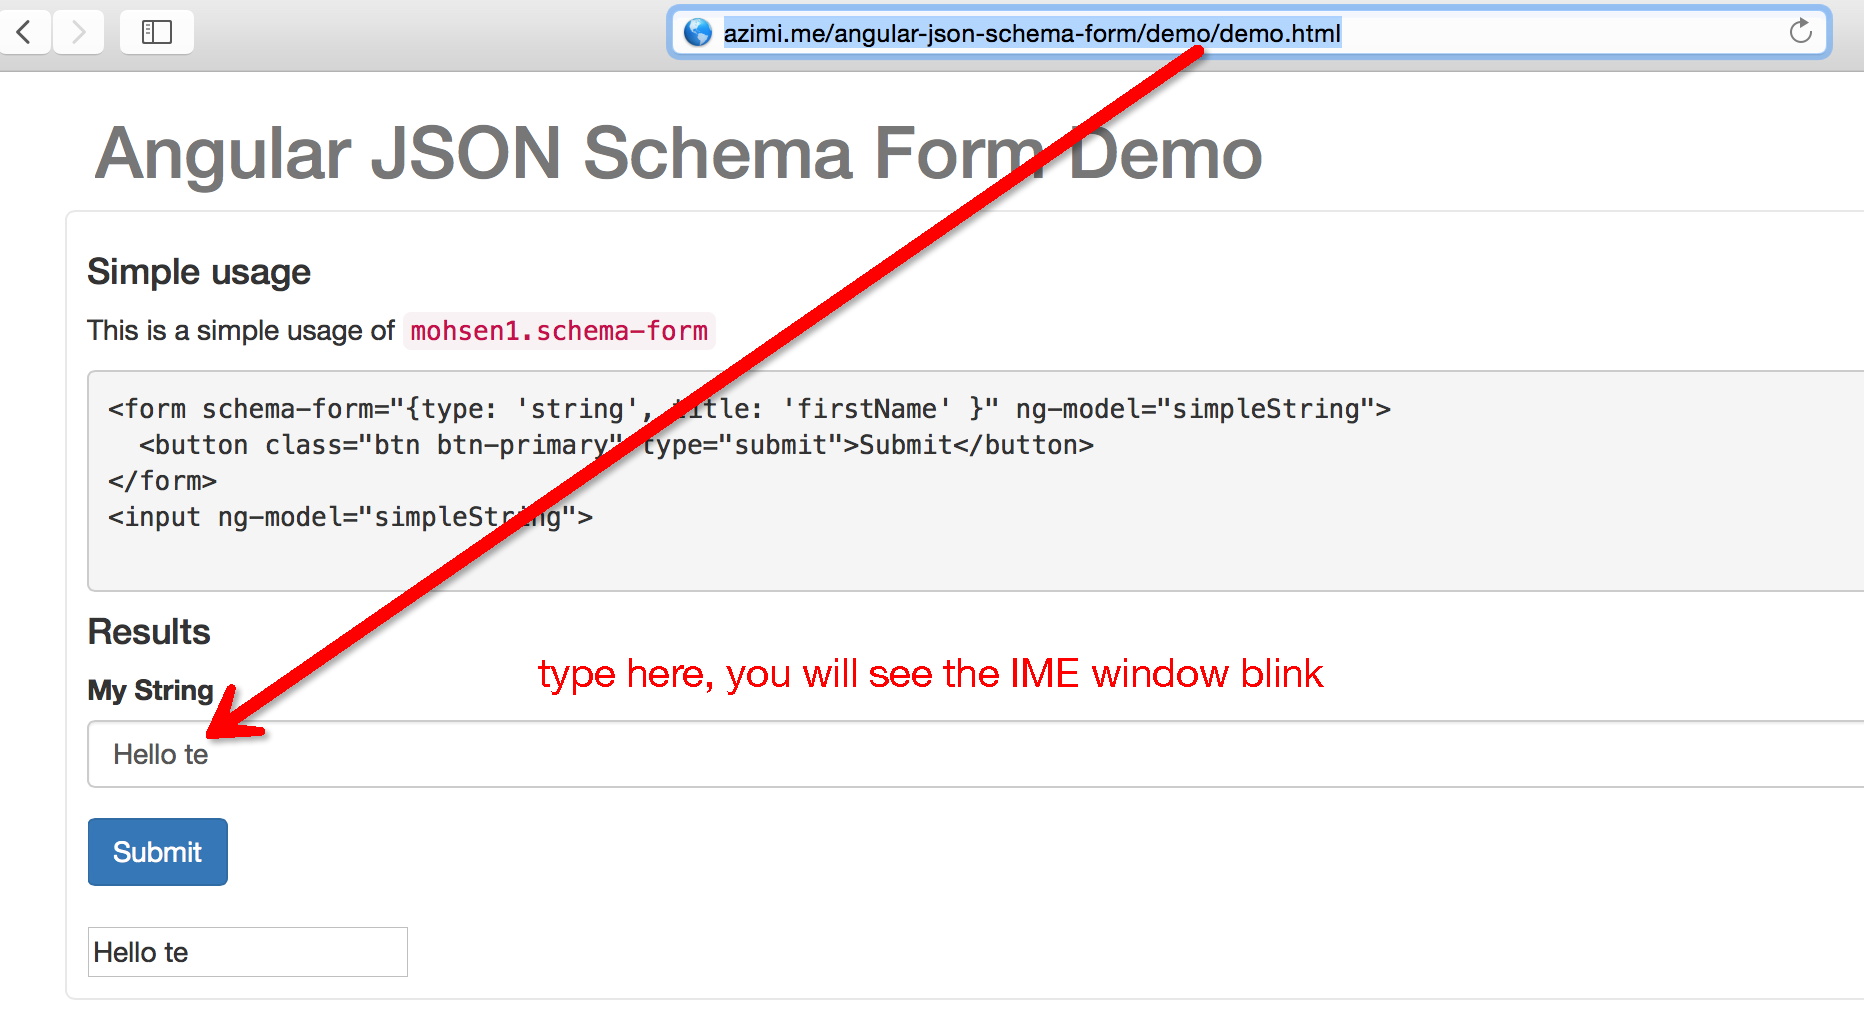 azimi.me/angular-json-schema-form/demo/demo.html
Angular JSON Schema Form Demo
Simple usage
This is a simple usage of mohsen1.schema-form
<form schema-form="{type: 'string', title: 'firstName' }" ng-model="simpleString">
  <button class="btn btn-primary" type="submit">Submit</button>
</form>
<input ng-model="simpleString">
Results
type here, you will see the IME window blink
My String
Hello te
Submit
Hello te